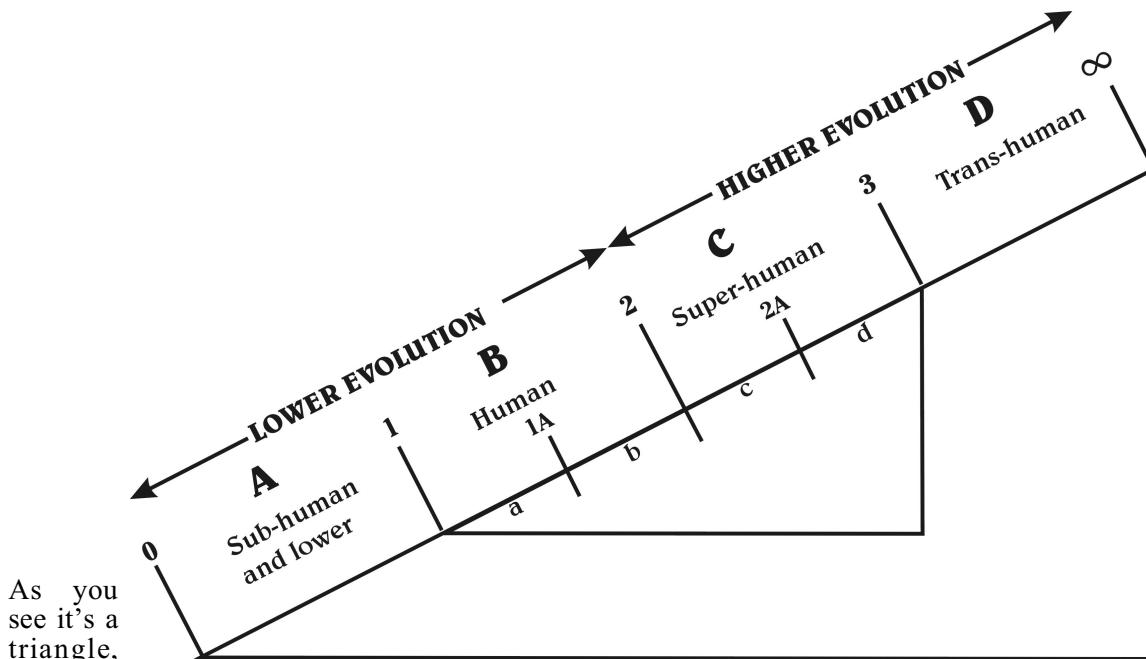 HIGHER EVOLUTION
∞
D
Trans-human
3
C
Super-human
2A
d
c
2
LOWER EVOLUTION
B
Human
1A
b
a
1
A
Sub-human
and lower
0
As you
see it's a
triangle,